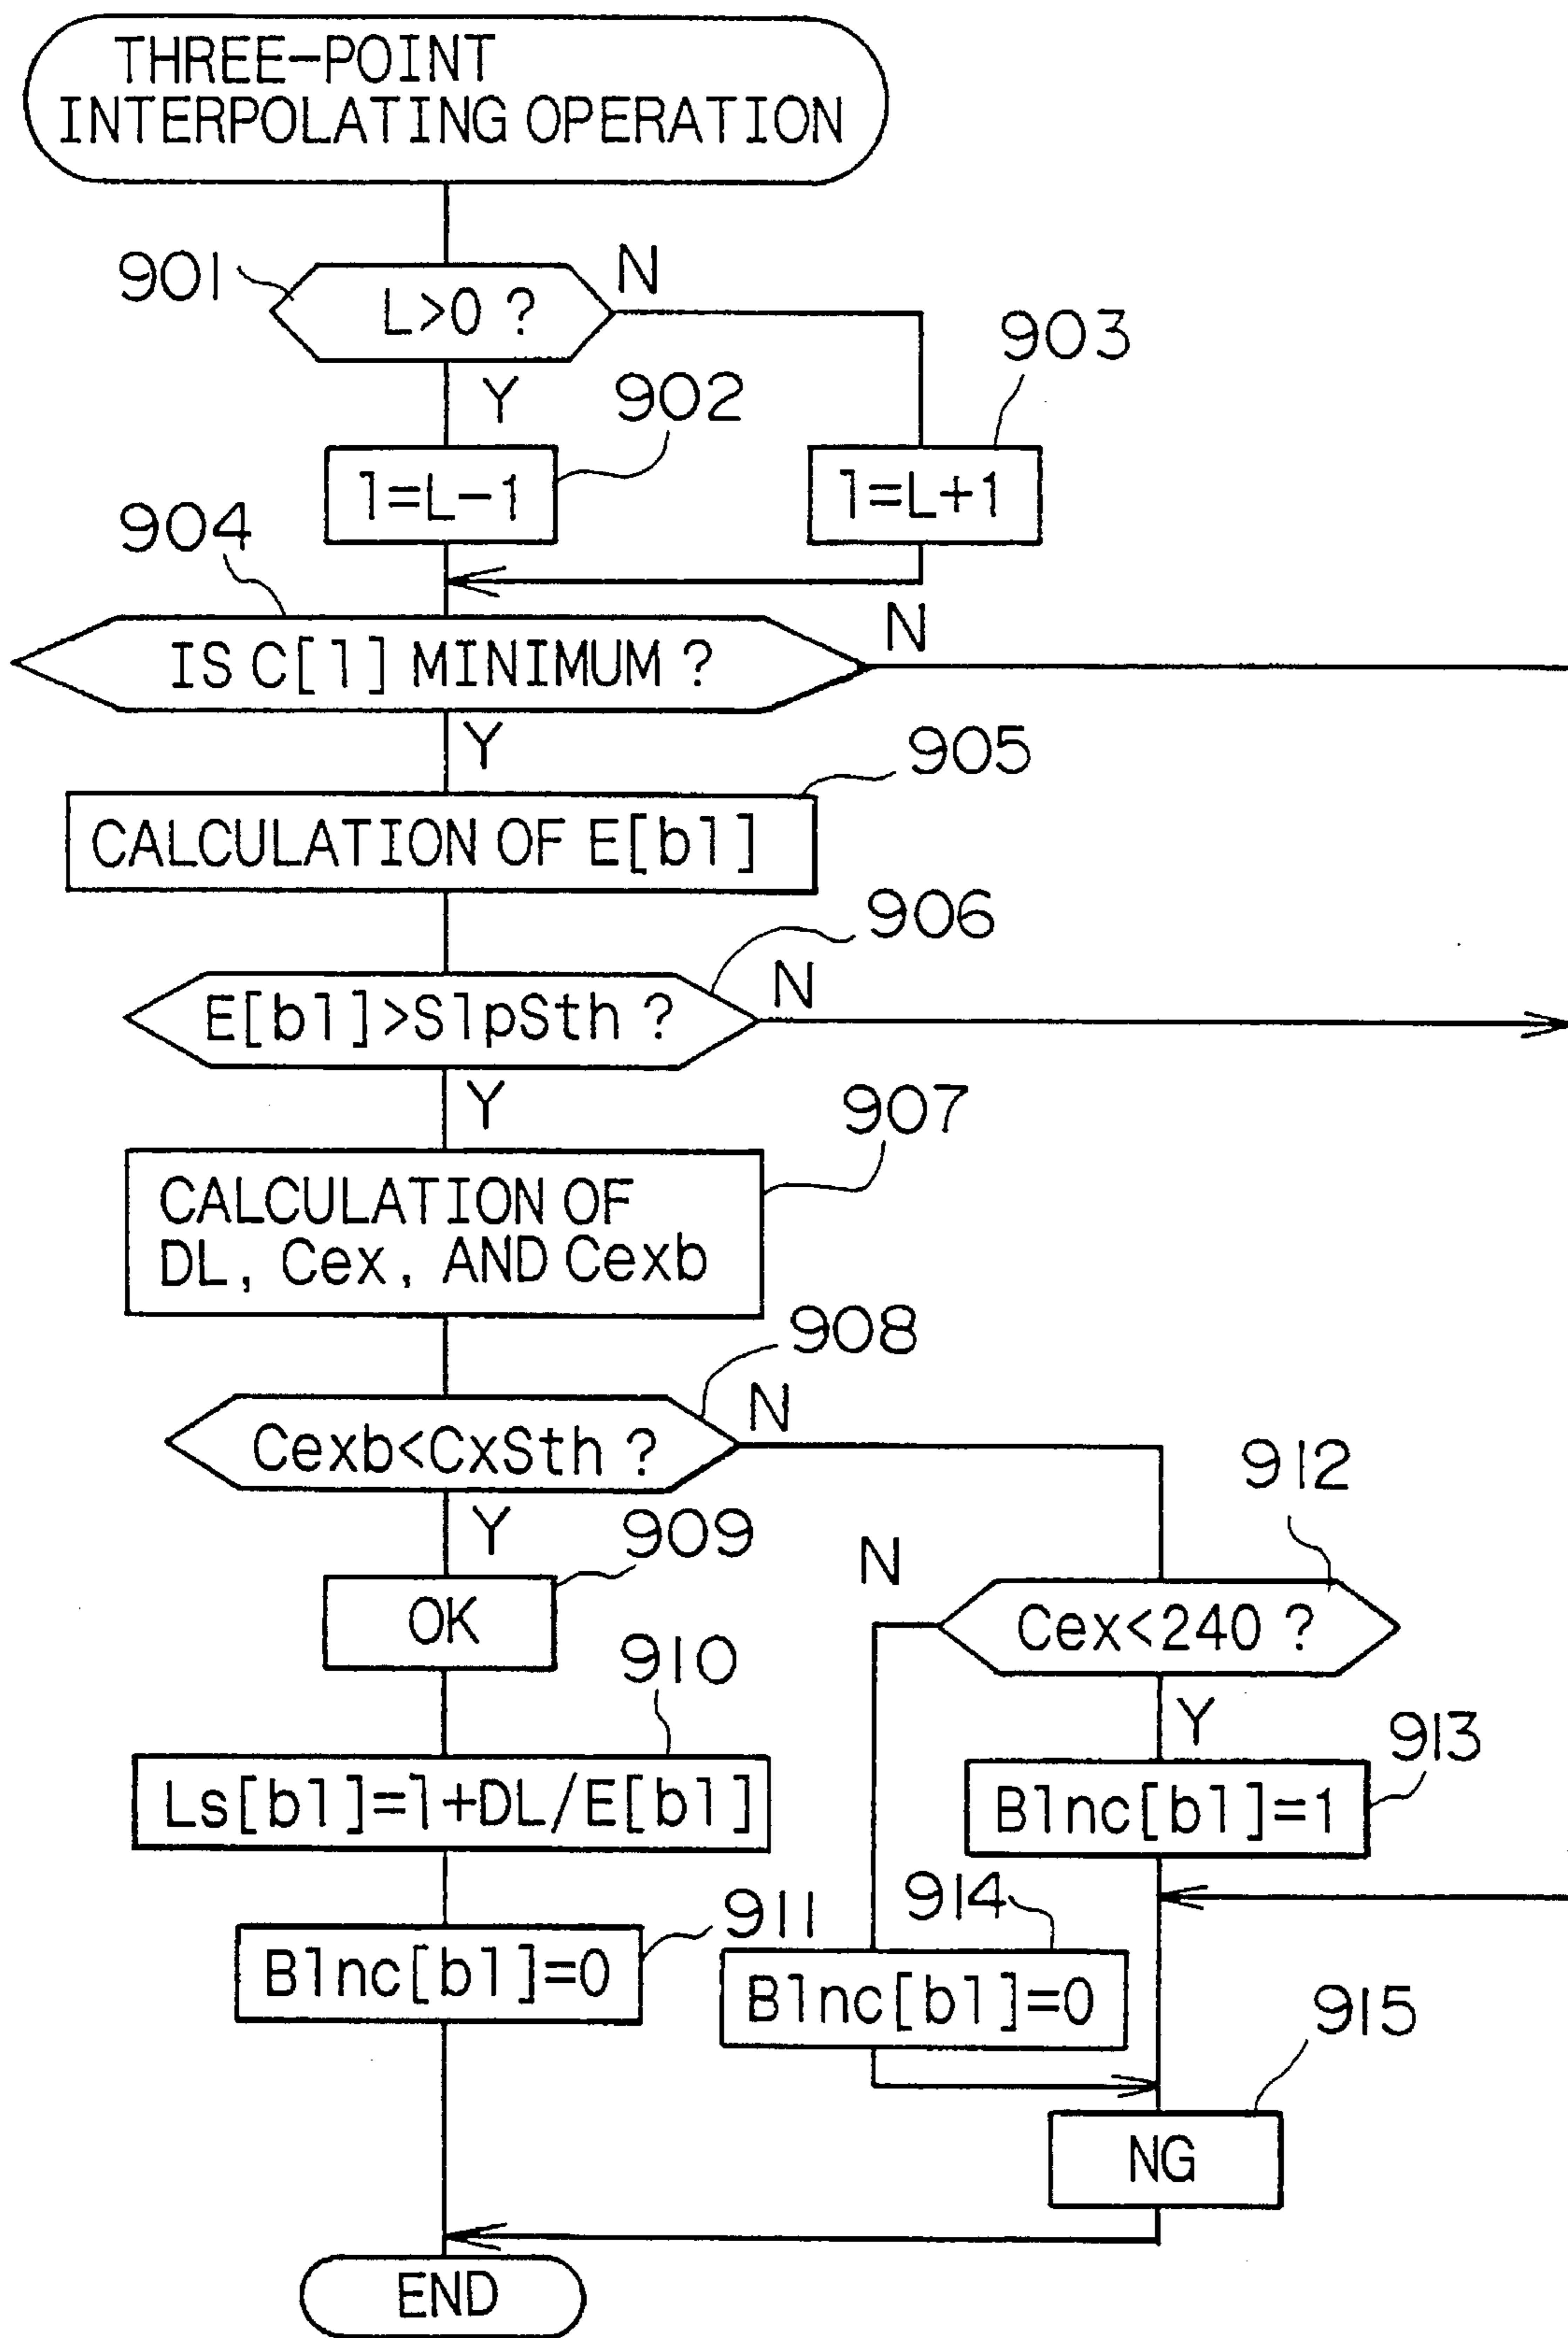 THREE-POINT
INTERPOLATING OPERATION
901
L>0 ?
N
903
Y
902
l=L-1
l=L+1
904
IS C[l] MINIMUM ?
N
Y
905
CALCULATION OF E[bl]
906
E[bl]>SlpSth ?
N
Y
907
CALCULATION OF
DL, Cex, AND Cexb
908
Cexb<CxSth ?
N
912
Y
909
N
OK
Cex<240 ?
910
Y
913
Ls[bl]=l+DL/E[bl]
Blnc[bl]=1
911
914
Blnc[bl]=0
Blnc[bl]=0
915
NG
END